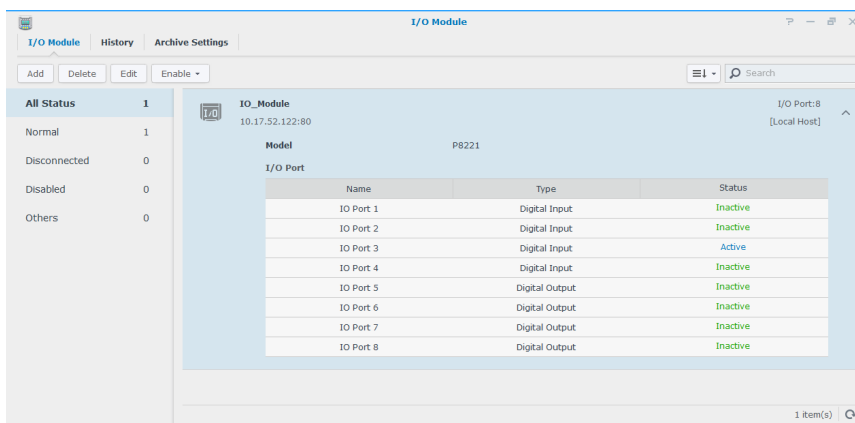 I/O Module
I/O Module History Archive Settings
Add Delete Edit Enable Search
All Status 1
Normal 1
Disconnected 0
Disabled 0
Others 0
I/O
IO_Module I/O Port:8
10.17.52.122:80 [Local Host]
Model P8221
I/O Port
Name Type Status
IO Port 1 Digital Input Inactive
IO Port 2 Digital Input Inactive
IO Port 3 Digital Input Active
IO Port 4 Digital Input Inactive
IO Port 5 Digital Output Inactive
IO Port 6 Digital Output Inactive
IO Port 7 Digital Output Inactive
IO Port 8 Digital Output Inactive
1 item(s)